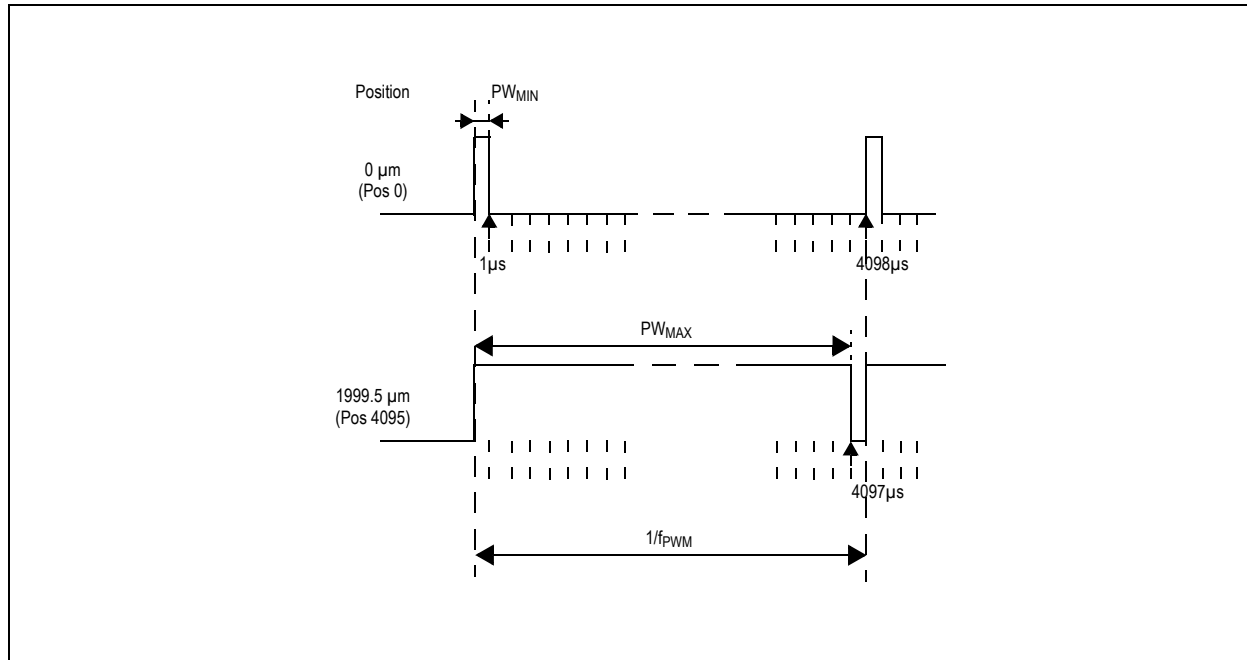 Position
PWMIN
0 µm
(Pos 0)
1µs
4098µs
PWMAX
1999.5 µm
(Pos 4095)
4097µs
1/fPWM